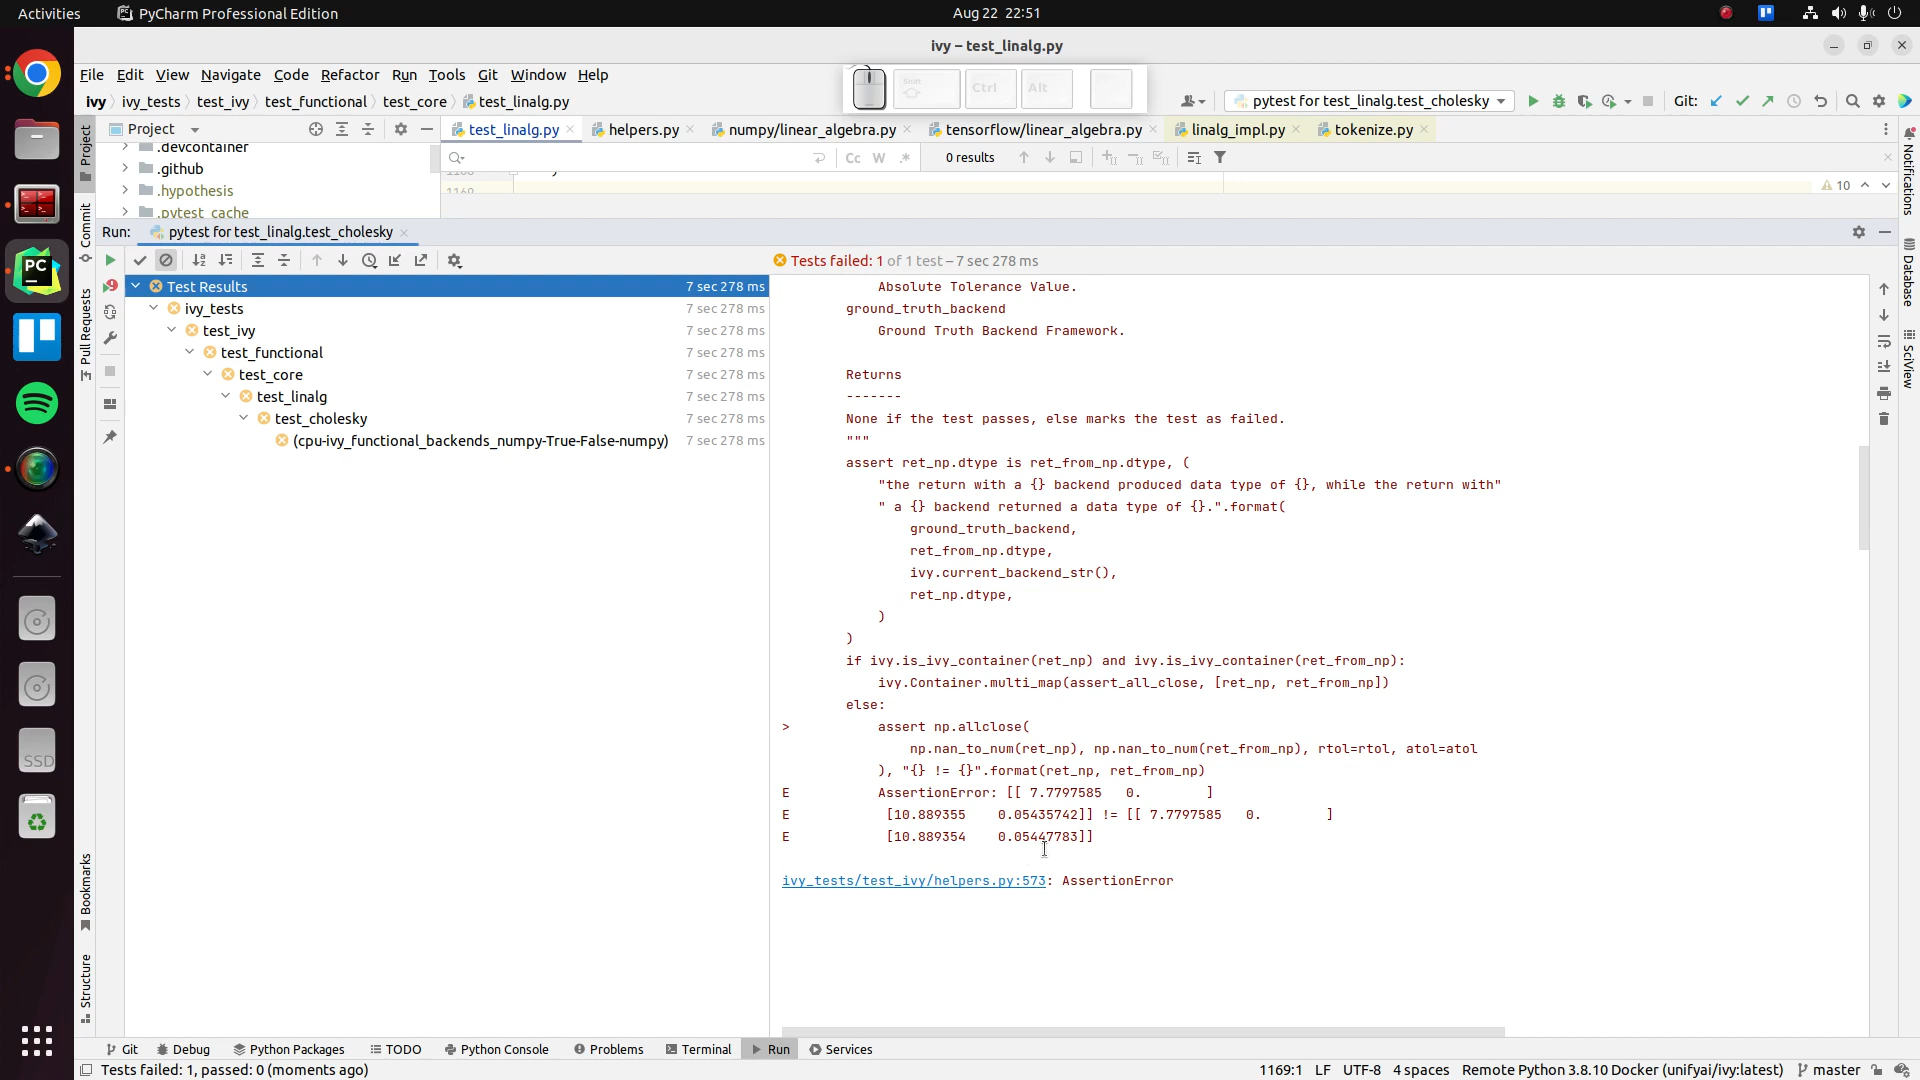 Activities
PyCharm Professional Edition
Aug 22 22:51
ivy – test_linalg.py
File Edit View Navigate Code Refactor Run Tools Git Window Help
Shift Ctrl Alt
ivy ivy_tests test_ivy test_functional test_core test_linalg.py
pytest for test_linalg.test_cholesky
Git:
Project
test_linalg.py helpers.py numpy/linear_algebra.py tensorflow/linear_algebra.py linalg_impl.py tokenize.py
Cc W .* 0 results
.devcontainer
.github
.hypothesis
.pytest_cache
1169
10
Run: pytest for test_linalg.test_cholesky
Tests failed: 1 of 1 test – 7 sec 278 ms
Test Results 7 sec 278 ms
ivy_tests 7 sec 278 ms
test_ivy 7 sec 278 ms
test_functional 7 sec 278 ms
test_core 7 sec 278 ms
test_linalg 7 sec 278 ms
test_cholesky 7 sec 278 ms
(cpu-ivy_functional_backends_numpy-True-False-numpy) 7 sec 278 ms
Absolute Tolerance Value.
ground_truth_backend
Ground Truth Backend Framework.
Returns
-------
None if the test passes, else marks the test as failed.
"""
assert ret_np.dtype is ret_from_np.dtype, (
"the return with a {} backend produced data type of {}, while the return with"
" a {} backend returned a data type of {}.".format(
ground_truth_backend,
ret_from_np.dtype,
ivy.current_backend_str(),
ret_np.dtype,
)
)
if ivy.is_ivy_container(ret_np) and ivy.is_ivy_container(ret_from_np):
ivy.Container.multi_map(assert_all_close, [ret_np, ret_from_np])
else:
> assert np.allclose(
np.nan_to_num(ret_np), np.nan_to_num(ret_from_np), rtol=rtol, atol=atol
), "{} != {}".format(ret_np, ret_from_np)
E AssertionError: [[ 7.7797585 0. ]
E [10.889355 0.05435742]] != [[ 7.7797585 0. ]
E [10.889354 0.05447783]]
ivy_tests/test_ivy/helpers.py:573: AssertionError
Project
Commit
Pull Requests
Bookmarks
Structure
Notifications
Database
SciView
PC
SSD
Git Debug Python Packages TODO Python Console Problems Terminal Run Services
Tests failed: 1, passed: 0 (moments ago)
1169:1 LF UTF-8 4 spaces Remote Python 3.8.10 Docker (unifyai/ivy:latest) master